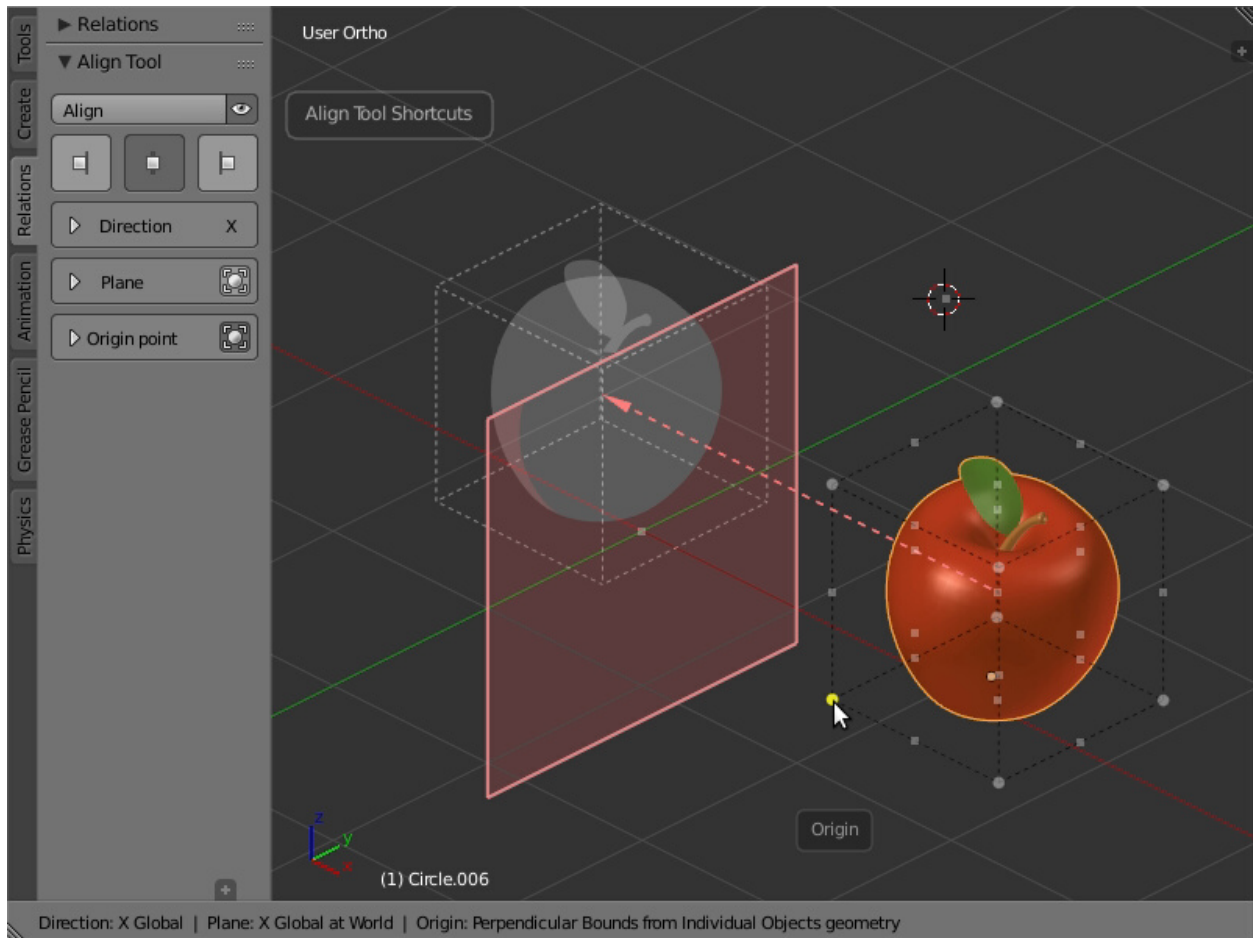 Tools
Create
Relations
Animation
Grease Pencil
Physics
Relations
Align Tool
Align
Direction X
Plane
Origin point
User Ortho
Align Tool Shortcuts
Origin
z
y
x
(1) Circle.006
Direction: X Global | Plane: X Global at World | Origin: Perpendicular Bounds from Individual Objects geometry